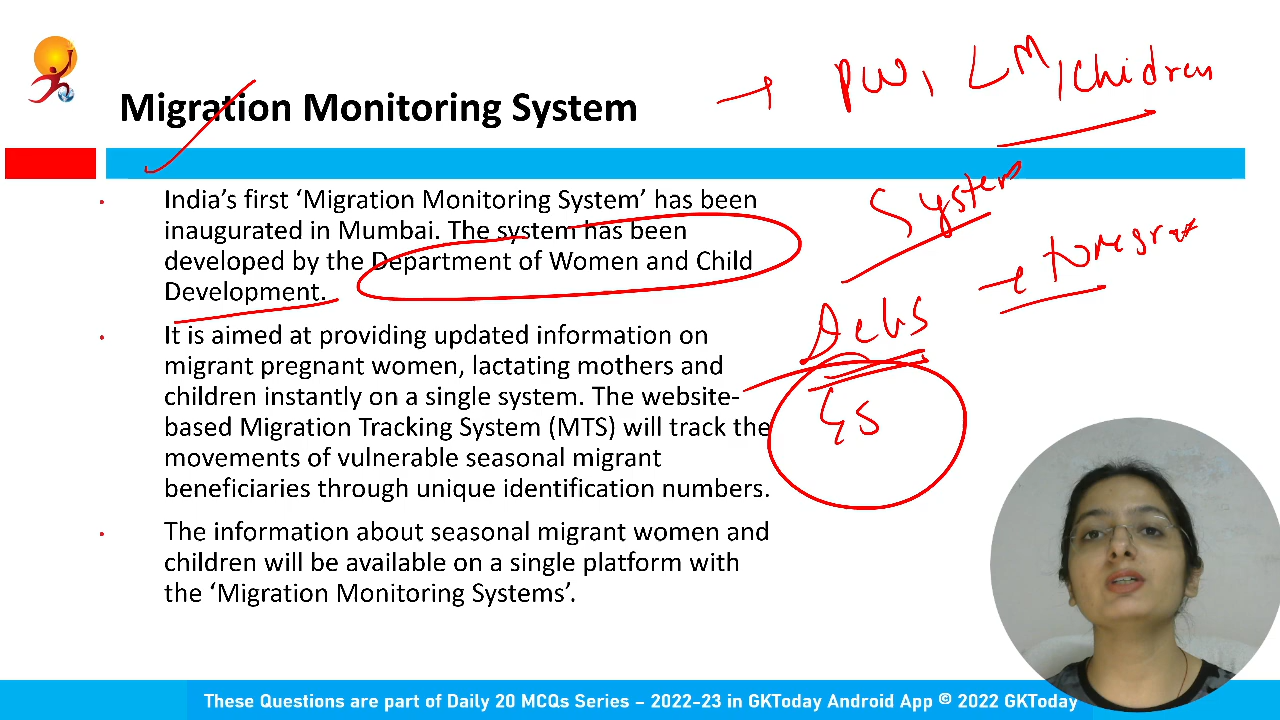 Migration Monitoring System
→ PW, LM/Children
• India's first ‘Migration Monitoring System’ has been
inaugurated in Mumbai. The system has been
developed by the Department of Women and Child
Development.
System
• It is aimed at providing updated information on
migrant pregnant women, lactating mothers and
children instantly on a single system. The website-
based Migration Tracking System (MTS) will track the
movements of vulnerable seasonal migrant
beneficiaries through unique identification numbers.
• The information about seasonal migrant women and
children will be available on a single platform with
the ‘Migration Monitoring Systems’.
These Questions are part of Daily 20 MCQs Series – 2022-23 in GKToday Android App © 2022 GKToday